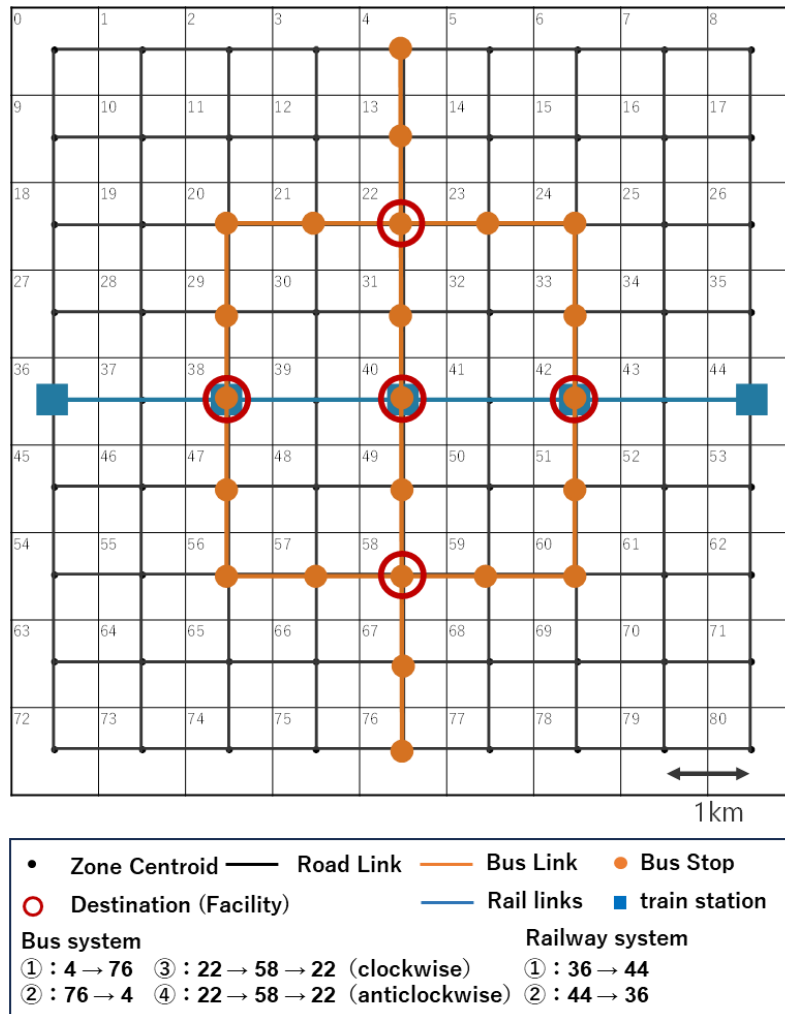 0 1 2 3 4 5 6 7 8
9 10 11 12 13 14 15 16 17
18 19 20 21 22 23 24 25 26
27 28 29 30 31 32 33 34 35
36 37 38 39 40 41 42 43 44
45 46 47 48 49 50 51 52 53
54 55 56 57 58 59 60 61 62
63 64 65 66 67 68 69 70 71
72 73 74 75 76 77 78 79 80
1km
Zone Centroid Road Link Bus Link Bus Stop
Destination (Facility) Rail links train station
Bus system Railway system
①：4 → 76 ③：22 → 58 → 22 (clockwise) ①：36 → 44
②：76 → 4 ④：22 → 58 → 22 (anticlockwise) ②：44 → 36